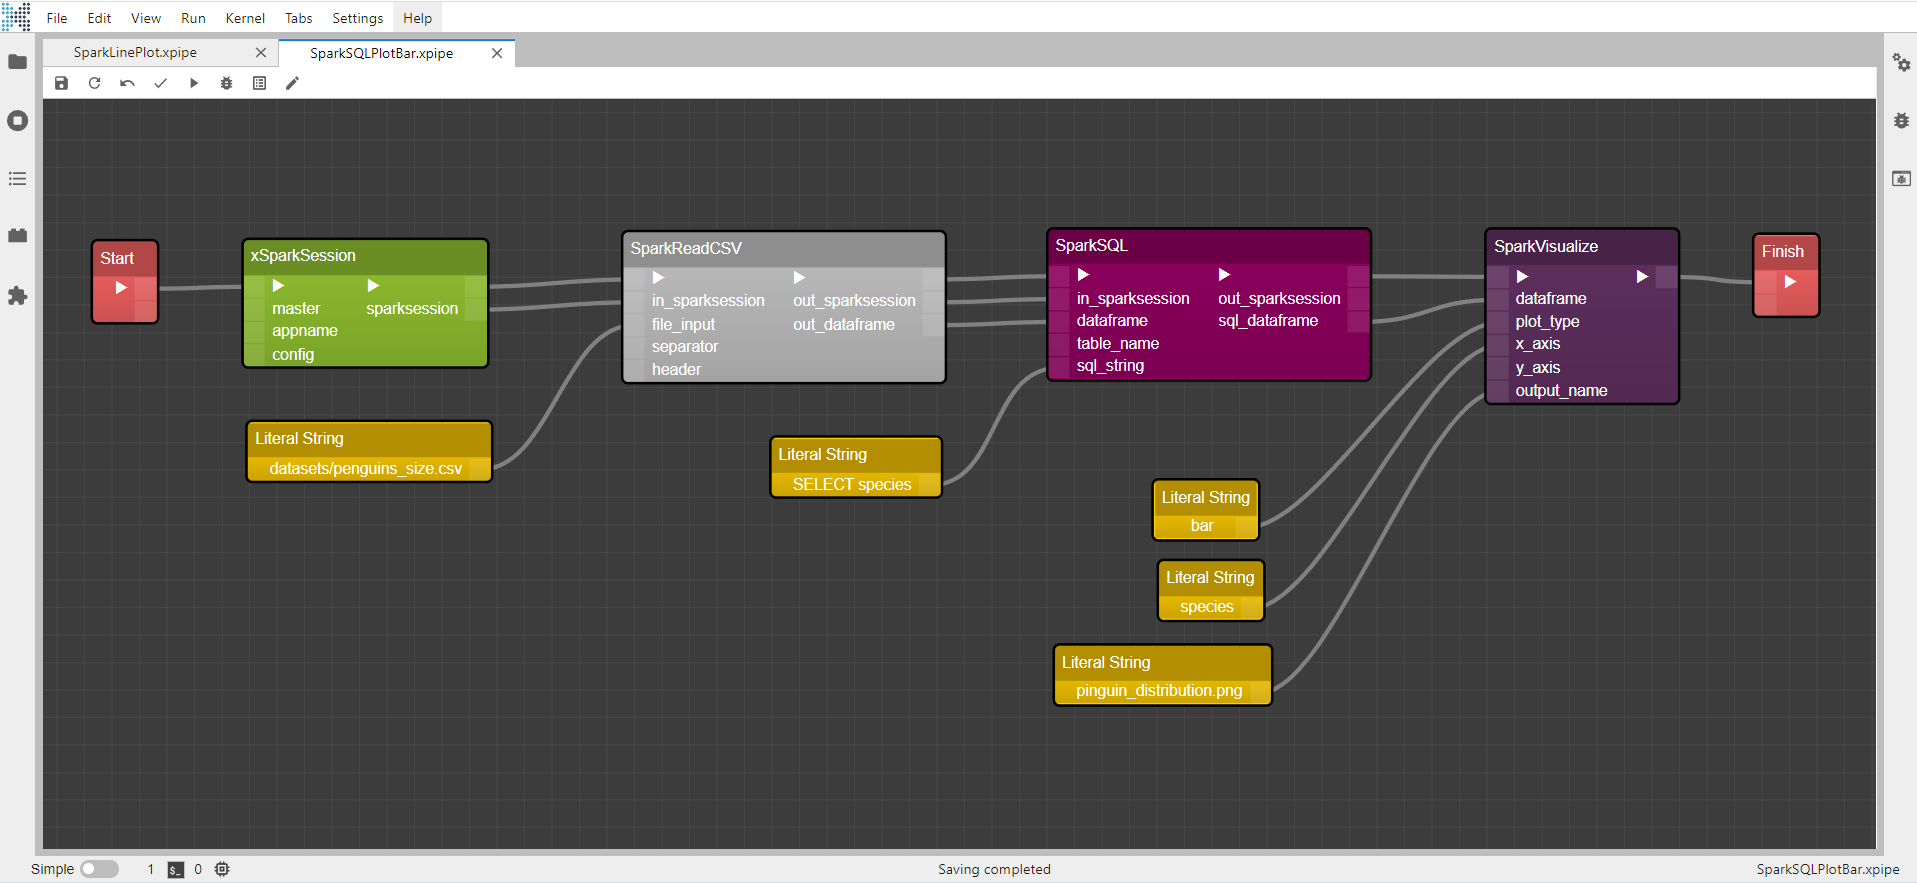 File Edit View Run Kernel Tabs Settings Help
SparkLinePlot.xpipe
SparkSQLPlotBar.xpipe
Start
xSparkSession
master
sparksession
appname
config
SparkReadCSV
in_sparksession
out_sparksession
file_input
out_dataframe
separator
header
SparkSQL
in_sparksession
out_sparksession
dataframe
sql_dataframe
table_name
sql_string
SparkVisualize
dataframe
plot_type
x_axis
y_axis
output_name
Finish
Literal String
datasets/penguins_size.csv
Literal String
SELECT species
Literal String
bar
Literal String
species
Literal String
pinguin_distribution.png
Simple 1 $_ 0 Saving completed SparkSQLPlotBar.xpipe